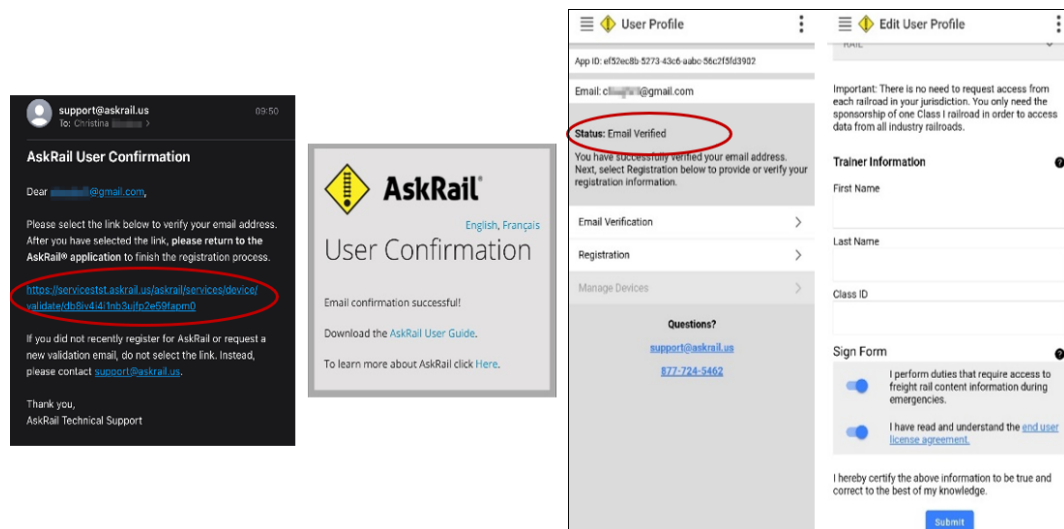 support@askrail.us 09:50
To: Christina
AskRail User Confirmation
Dear @gmail.com,
Please select the link below to verify your email address.
After you have selected the link, please return to the
AskRail® application to finish the registration process.
https://servicestst.askrail.us/askrail/services/device/
validate/db8iv4i4i1nb3ujfp2e59fapm0
If you did not recently register for AskRail or request a
new validation email, do not select the link. Instead,
please contact support@askrail.us.
Thank you,
AskRail Technical Support
AskRail®
English, Français
User Confirmation
Email confirmation successful!
Download the AskRail User Guide.
To learn more about AskRail click Here.
User Profile
App ID: ef52ec8b-5273-43c6-aabc-56c2f5fd3902
Email: c @gmail.com
Status: Email Verified
You have successfully verified your email address.
Next, select Registration below to provide or verify your
registration information.
Email Verification
Registration
Manage Devices
Questions?
support@askrail.us
877-724-5462
Edit User Profile
RAIL
Important: There is no need to request access from
each railroad in your jurisdiction. You only need the
sponsorship of one Class I railroad in order to access
data from all industry railroads.
Trainer Information
First Name
Last Name
Class ID
Sign Form
I perform duties that require access to
freight rail content information during
emergencies.
I have read and understand the end user
license agreement.
I hereby certify the above information to be true and
correct to the best of my knowledge.
Submit